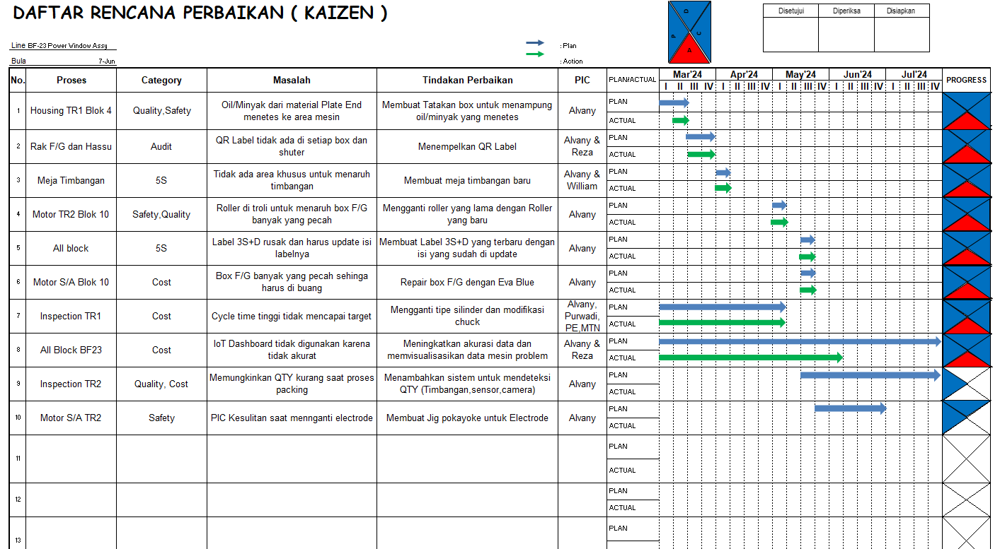 DAFTAR RENCANA PERBAIKAN ( KAIZEN )
D
P
C
A
Disetujui Diperiksa Disiapkan
Line BF-23 Power Window Assy
: Plan
Bula 7-Jun
: Action
No. Proses Category Masalah Tindakan Perbaikan PIC PLAN/ACTUAL Mar'24 Apr'24 May'24 Jun'24 Jul'24 PROGRESS
I II III IV I II III IV I II III IV I II III IV I II III IV
1 Housing TR1 Blok 4 Quality,Safety
Oil/Minyak dari material Plate End
menetes ke area mesin
Membuat Tatakan box untuk menampung
oil/minyak yang menetes
Alvany
PLAN
ACTUAL
2 Rak F/G dan Hassu Audit
QR Label tidak ada di setiap box dan
shuter
Menempelkan QR Label
Alvany &
Reza
PLAN
ACTUAL
3 Meja Timbangan 5S
Tidak ada area khusus untuk menaruh
timbangan
Membuat meja timbangan baru
Alvany &
William
PLAN
ACTUAL
4 Motor TR2 Blok 10 Safety,Quality
Roller di troli untuk menaruh box F/G
banyak yang pecah
Mengganti roller yang lama dengan Roller
yang baru
Alvany
PLAN
ACTUAL
5 All block 5S
Label 3S+D rusak dan harus update isi
labelnya
Membuat Label 3S+D yang terbaru dengan
isi yang sudah di update
Alvany
PLAN
ACTUAL
6 Motor S/A Blok 10 Cost
Box F/G banyak yang pecah sehinga
harus di buang
Repair box F/G dengan Eva Blue
Alvany
PLAN
ACTUAL
7 Inspection TR1 Cost
Cycle time tinggi tidak mencapai target
Mengganti tipe silinder dan modifikasi
chuck
Alvany,
Purwadi,
PE,MTN
PLAN
ACTUAL
8 All Block BF23 Cost
IoT Dashboard tidak digunakan karena
tidak akurat
Meningkatkan akurasi data dan
memvisualisasikan data mesin problem
Alvany &
Reza
PLAN
ACTUAL
9 Inspection TR2 Quality, Cost
Memungkinkan QTY kurang saat proses
packing
Menambahkan sistem untuk mendeteksi
QTY (Timbangan,sensor,camera)
Alvany
PLAN
ACTUAL
10 Motor S/A TR2 Safety
PIC Kesulitan saat mennganti electrode
Membuat Jig pokayoke untuk Electrode
Alvany
PLAN
ACTUAL
11
PLAN
ACTUAL
12
PLAN
ACTUAL
13
PLAN